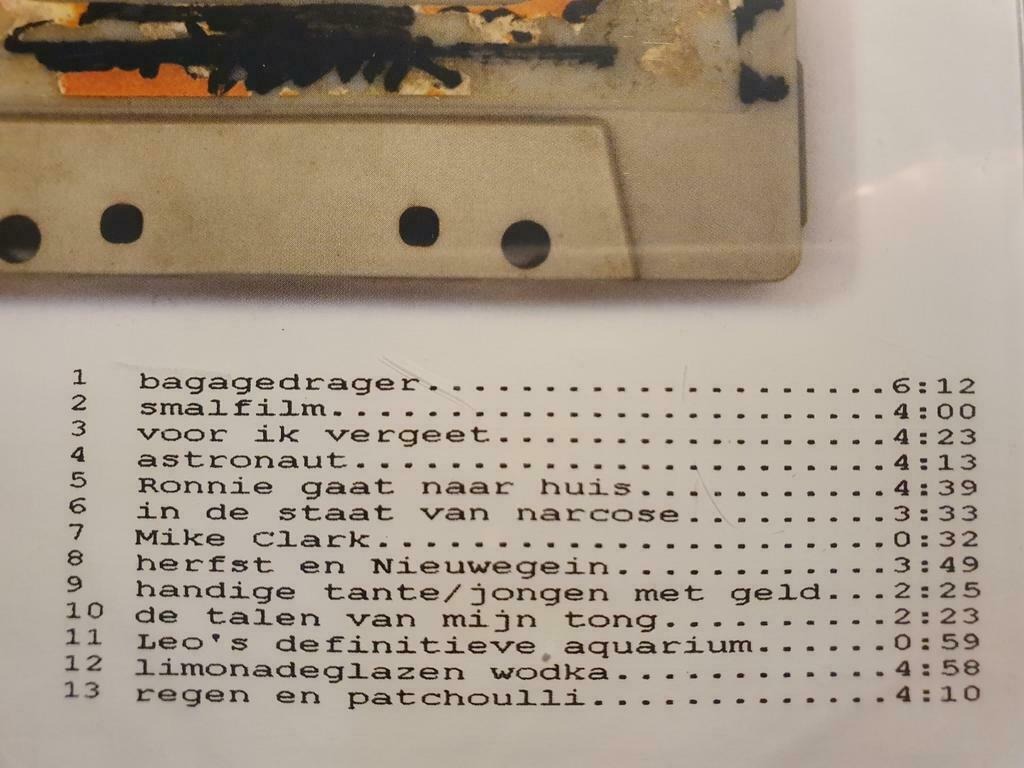 1 bagagedrager...................6:12
2 smalfilm.......................4:00
3 voor ik vergeet................4:23
4 astronaut......................4:13
5 Ronnie gaat naar huis..........4:39
6 in de staat van narcose........3:33
7 Mike Clark.....................0:32
8 herfst en Nieuwegein...........3:49
9 handige tante/jongen met geld...2:25
10 de talen van mijn tong..........2:23
11 Leo's definitieve aquarium......0:59
12 limonadeglazen wodka............4:58
13 regen en patchoulli.............4:10